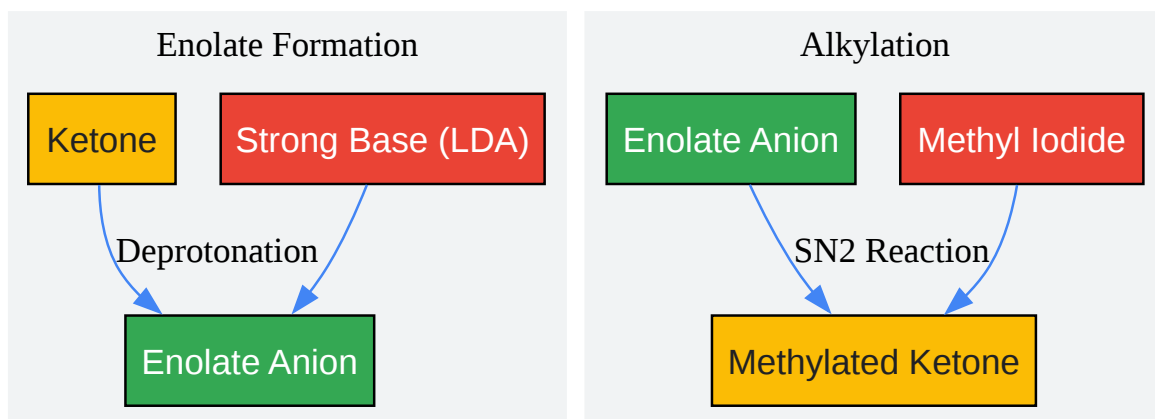 Enolate Formation
Ketone
Strong Base (LDA)
Deprotonation
Enolate Anion
Alkylation
Enolate Anion
Methyl Iodide
SN2 Reaction
Methylated Ketone